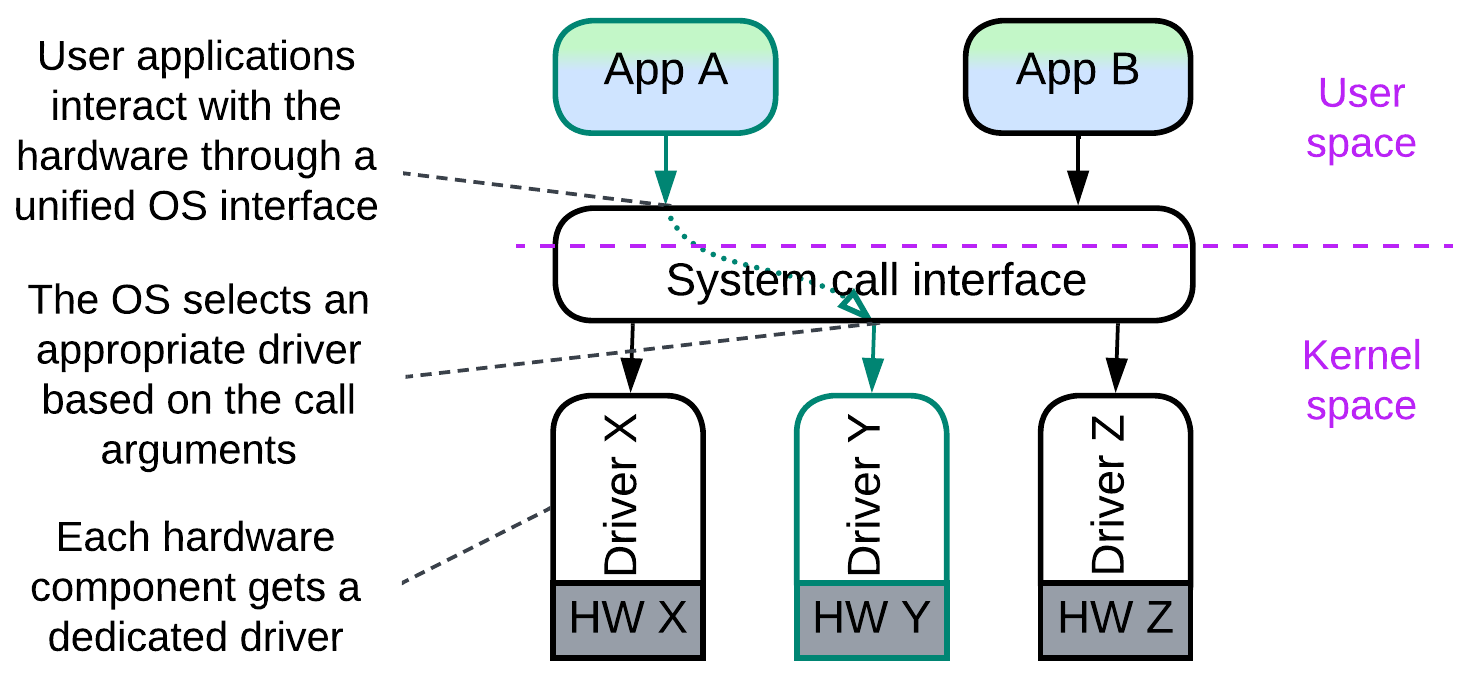 User applications
interact with the
hardware through a
unified OS interface
The OS selects an
appropriate driver
based on the call
arguments
Each hardware
component gets a
dedicated driver
App A
App B
User
space
System call interface
Kernel
space
Driver X
Driver Y
Driver Z
HW X
HW Y
HW Z